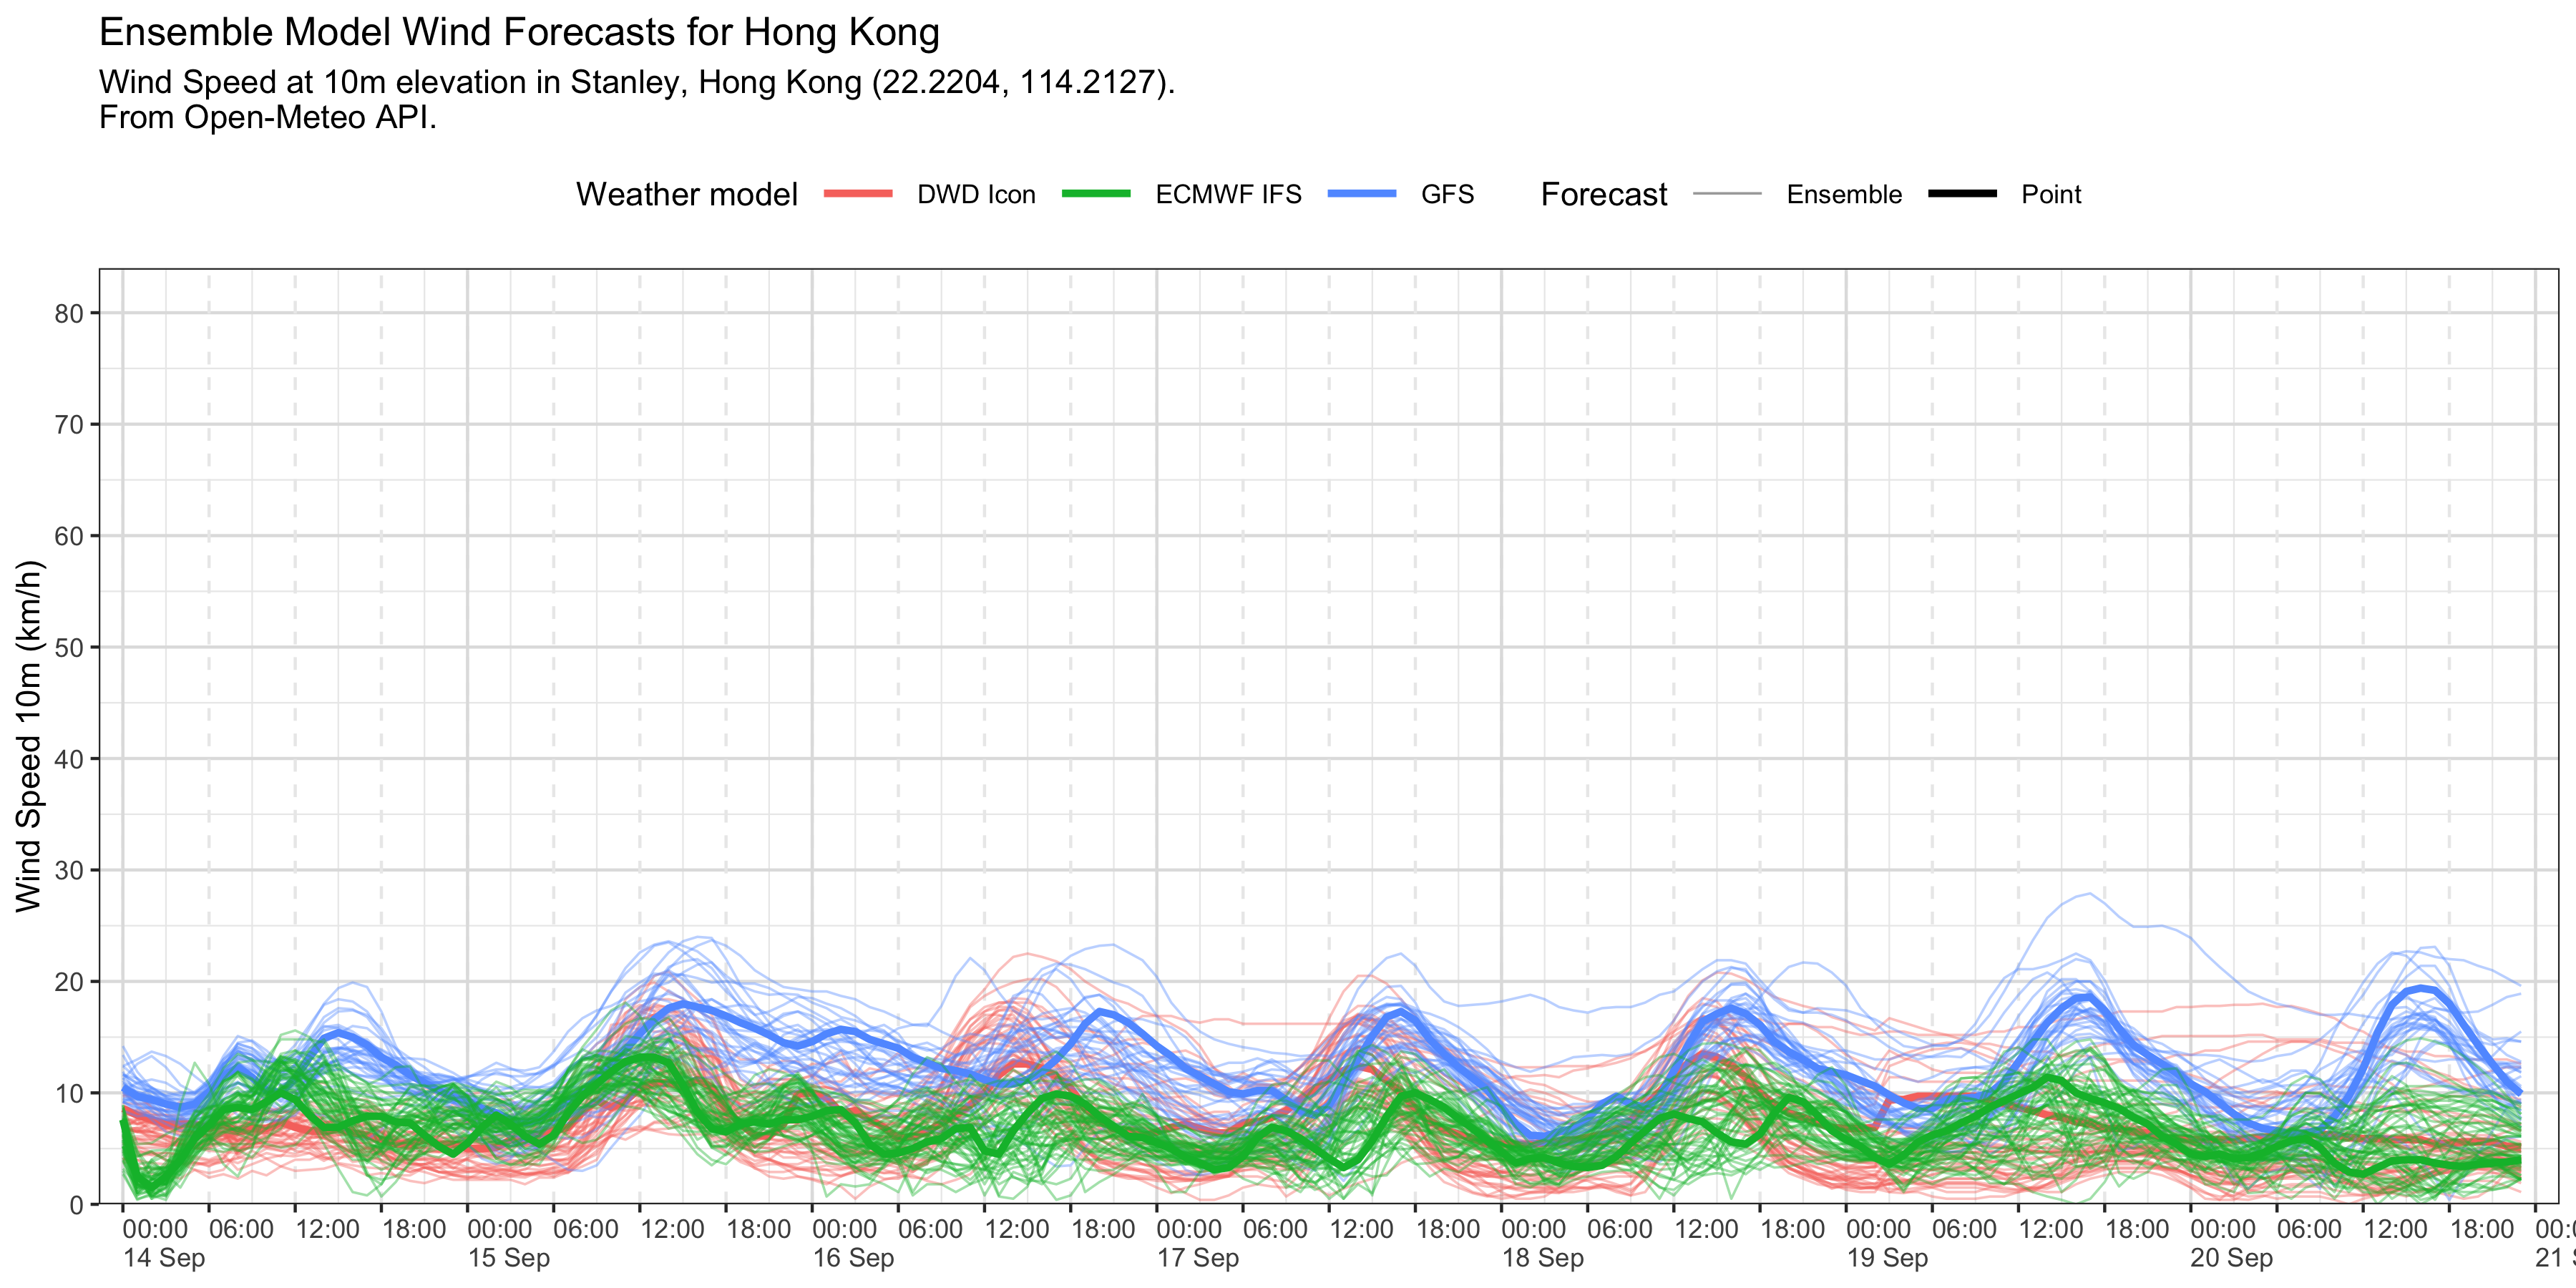 Ensemble Model Wind Forecasts for Hong Kong
Wind Speed at 10m elevation in Stanley, Hong Kong (22.2204, 114.2127).
From Open-Meteo API.
Weather model DWD Icon ECMWF IFS GFS Forecast Ensemble Point
Wind Speed 10m (km/h)
80
70
60
50
40
30
20
10
0
00:00 06:00 12:00 18:00 00:00 06:00 12:00 18:00 00:00 06:00 12:00 18:00 00:00 06:00 12:00 18:00 00:00 06:00 12:00 18:00 00:00 06:00 12:00 18:00 00:00 06:00 12:00 18:00
14 Sep 15 Sep 16 Sep 17 Sep 18 Sep 19 Sep 20 Sep 21